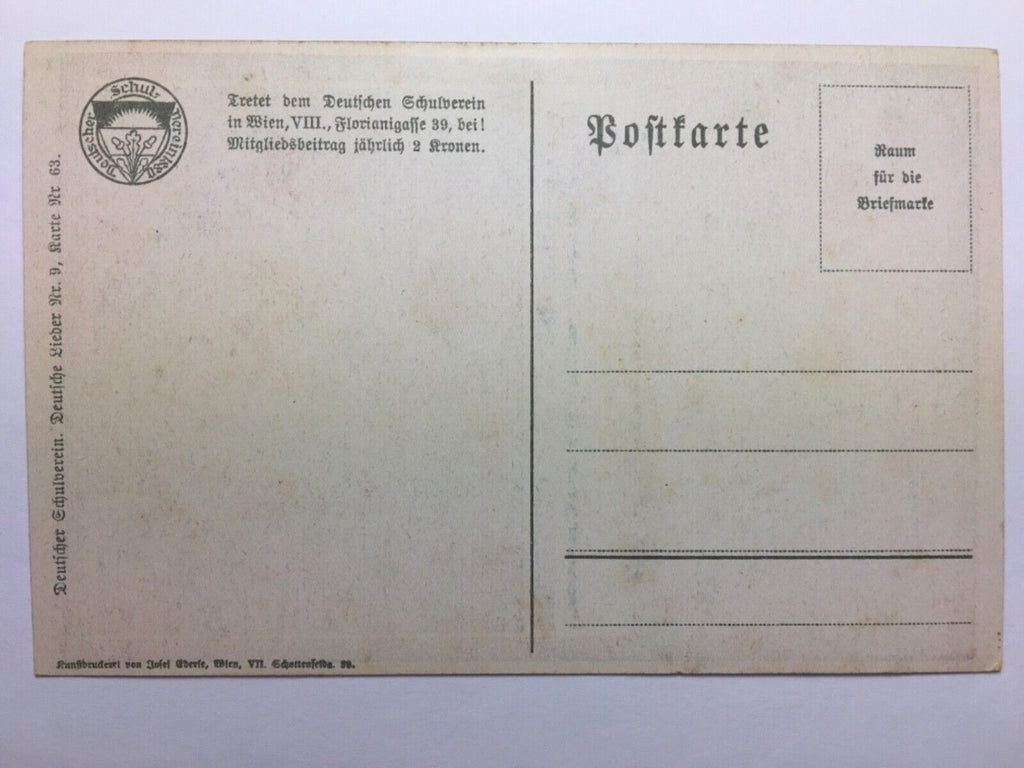 Deutscher Schulverein 1880
Tretet dem Deutschen Schulverein
in Wien, VIII., Florianigasse 39, bei!
Mitgliedsbeitrag jährlich 2 Kronen.
Postkarte
Raum
für die
Briefmarke
Deutscher Schulverein. Deutsche Lieder Nr. 9, Karte Nr 63.
Kunstdruckerei von Josef Eberle, Wien, VII. Schottenfeldg.